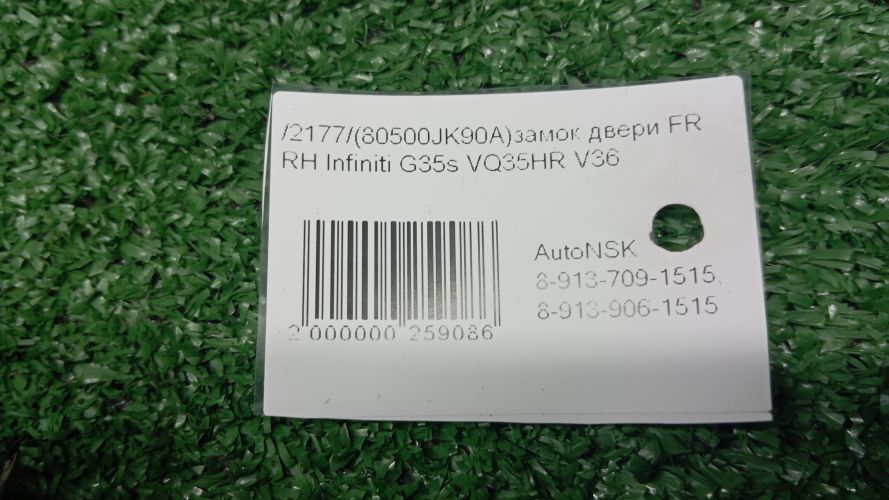 /2177/(80500JK90A)замок двери FR
RH Infiniti G35s VQ35HR V36
AutoNSK
8-913-709-1515,
8-913-906-1515
2 000000 259086